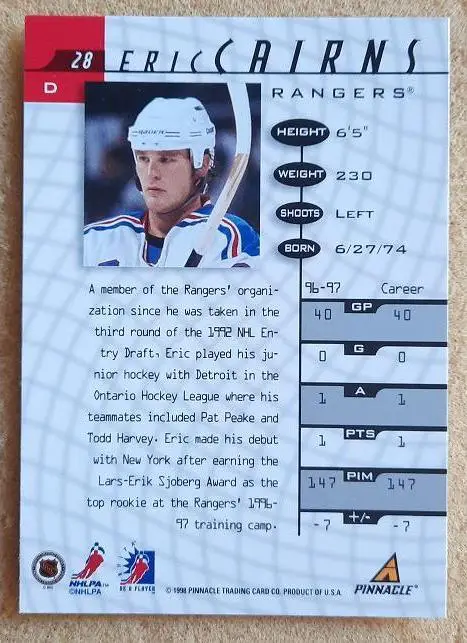 28 ERIC CAIRNS
D
RANGERS®
HEIGHT 6'5"
WEIGHT 230
SHOOTS LEFT
BORN 6/27/74
BAUER
A member of the Rangers' organi-
zation since he was taken in the
third round of the 1992 NHL En-
try Draft, Eric played his ju-
nior hockey with Detroit in the
Ontario Hockey League where his
teammates included Pat Peake and
Todd Harvey. Eric made his debut
with New York after earning the
Lars-Erik Sjoberg Award as the
top rookie at the Rangers' 1996-
97 training camp.
96-97 Career
40 GP 40
0 G 0
1 A 1
1 PTS 1
147 PIM 147
-7 +/- -7
NHLPA™
©NHLPA
BE A PLAYER
© 1998 PINNACLE TRADING CARD CO. PRODUCT OF U.S.A.
PINNACLE